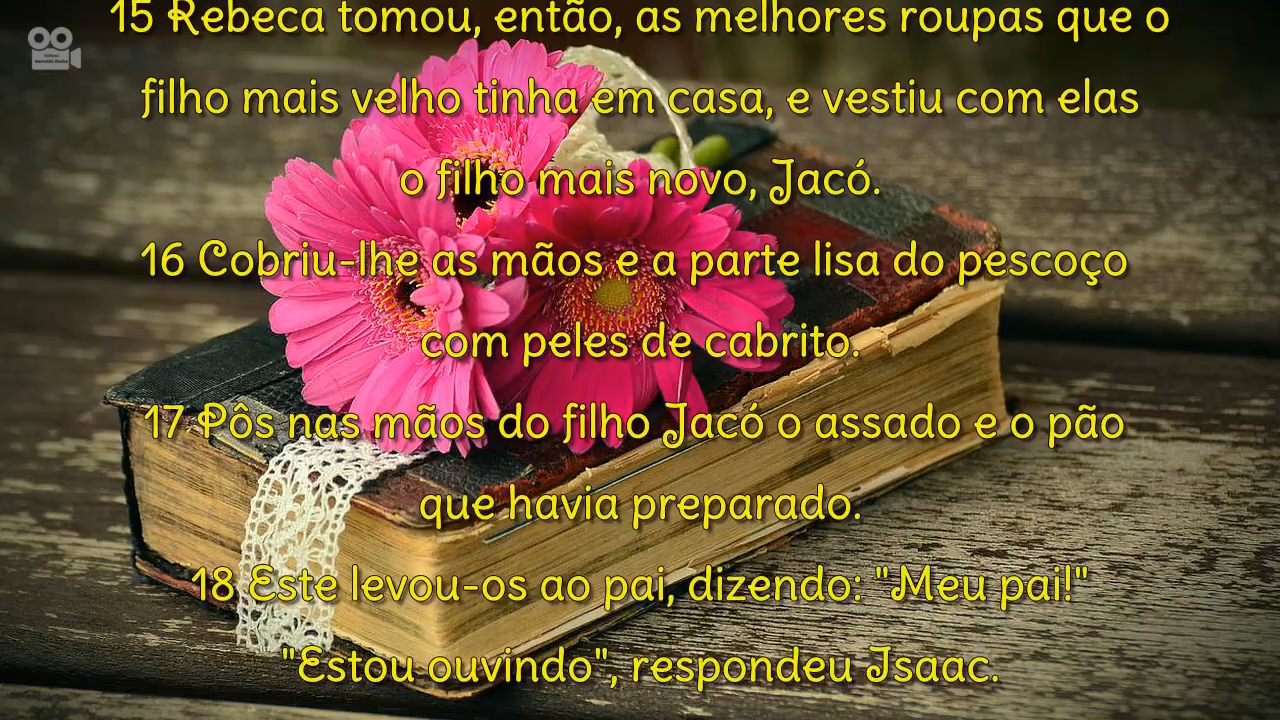 15 Rebeca tomou, então, as melhores roupas que o
filho mais velho tinha em casa, e vestiu com elas
o filho mais novo, Jacó.
16 Cobriu-lhe as mãos e a parte lisa do pescoço
com peles de cabrito.
17 Pôs nas mãos do filho Jacó o assado e o pão
que havia preparado.
18 Este levou-os ao pai, dizendo: "Meu pai!"
"Estou ouvindo", respondeu Isaac.